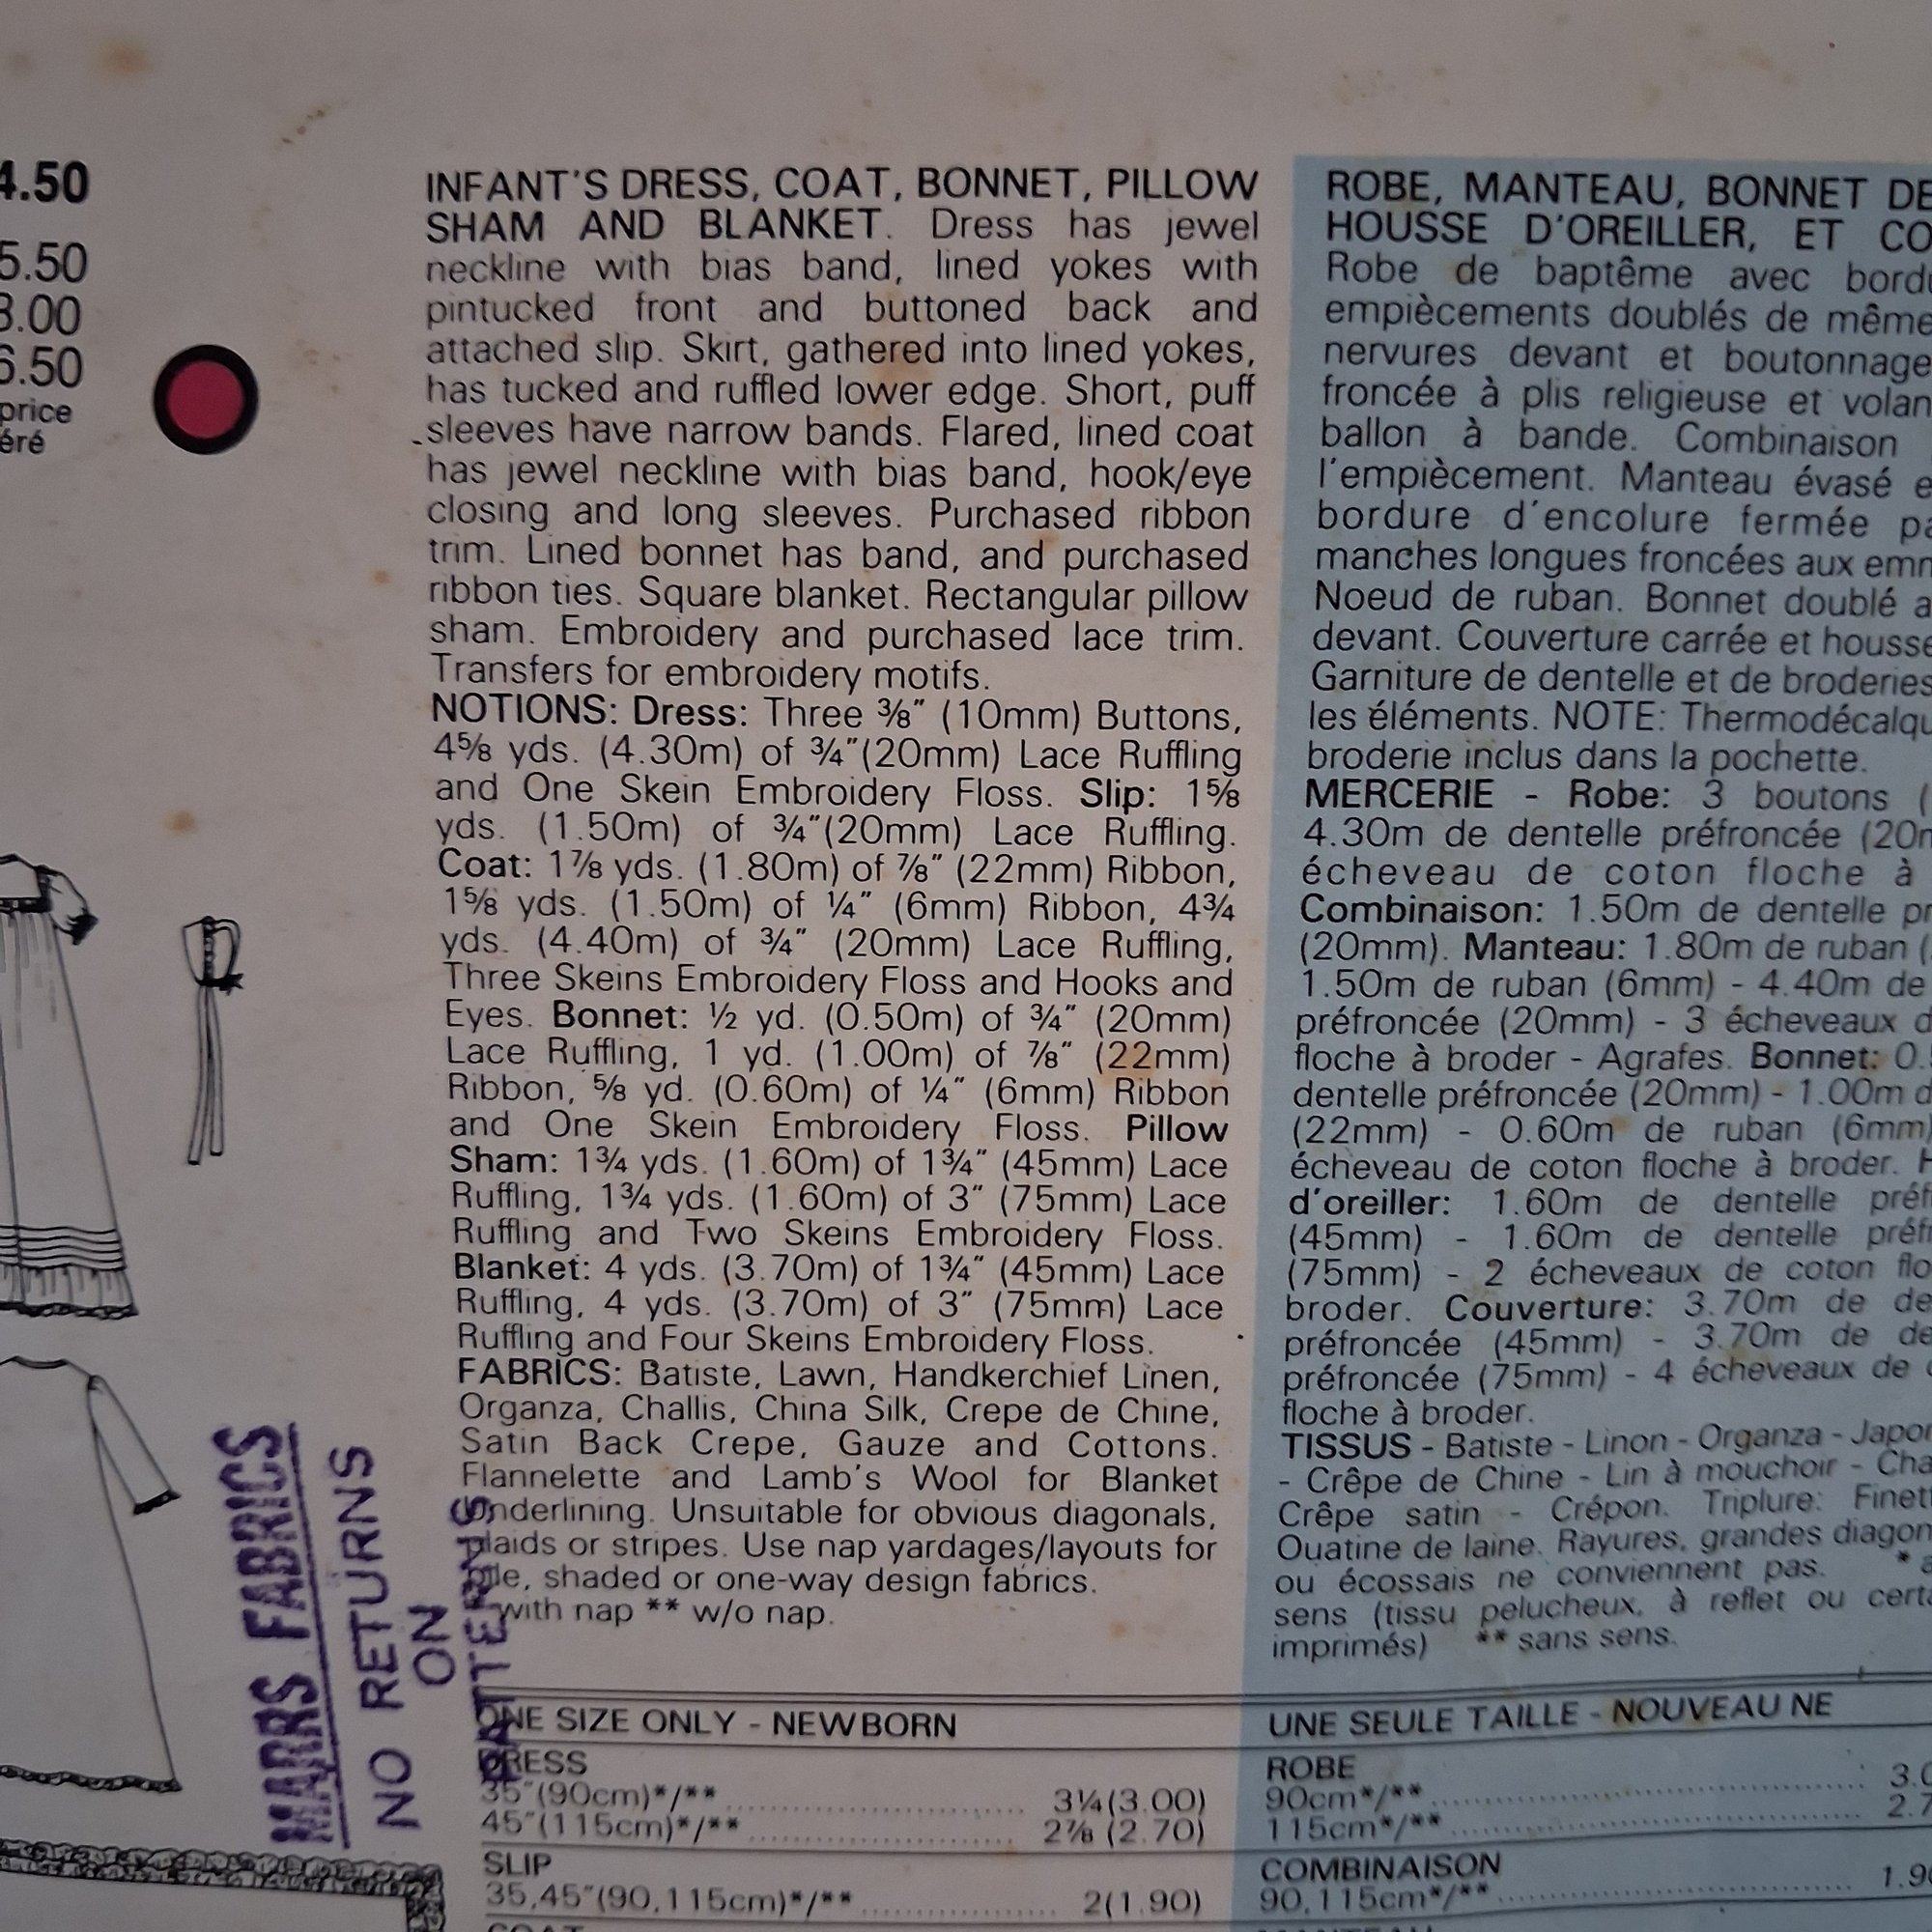 4.50
5.50
3.00
6.50
price
éré
INFANT'S DRESS, COAT, BONNET, PILLOW
SHAM AND BLANKET. Dress has jewel
neckline with bias band, lined yokes with
pintucked front and buttoned back and
attached slip. Skirt, gathered into lined yokes,
has tucked and ruffled lower edge. Short, puff
sleeves have narrow bands. Flared, lined coat
has jewel neckline with bias band, hook/eye
closing and long sleeves. Purchased ribbon
trim. Lined bonnet has band, and purchased
ribbon ties. Square blanket. Rectangular pillow
sham. Embroidery and purchased lace trim.
Transfers for embroidery motifs.
NOTIONS: Dress: Three ⅜" (10mm) Buttons,
4⅝ yds. (4.30m) of ¾"(20mm) Lace Ruffling
and One Skein Embroidery Floss. Slip: 1⅝
yds. (1.50m) of ¾"(20mm) Lace Ruffling.
Coat: 1⅞ yds. (1.80m) of ⅞" (22mm) Ribbon,
1⅝ yds. (1.50m) of ¼" (6mm) Ribbon, 4¾
yds. (4.40m) of ¾" (20mm) Lace Ruffling,
Three Skeins Embroidery Floss and Hooks and
Eyes. Bonnet: ½ yd. (0.50m) of ¾" (20mm)
Lace Ruffling, 1 yd. (1.00m) of ⅞" (22mm)
Ribbon, ⅝ yd. (0.60m) of ¼" (6mm) Ribbon
and One Skein Embroidery Floss. Pillow
Sham: 1¾ yds. (1.60m) of 1¾" (45mm) Lace
Ruffling, 1¾ yds. (1.60m) of 3" (75mm) Lace
Ruffling and Two Skeins Embroidery Floss.
Blanket: 4 yds. (3.70m) of 1¾" (45mm) Lace
Ruffling, 4 yds. (3.70m) of 3" (75mm) Lace
Ruffling and Four Skeins Embroidery Floss.
FABRICS: Batiste, Lawn, Handkerchief Linen,
Organza, Challis, China Silk, Crepe de Chine,
Satin Back Crepe, Gauze and Cottons.
Flannelette and Lamb's Wool for Blanket
Underlining. Unsuitable for obvious diagonals,
plaids or stripes. Use nap yardages/layouts for
pile, shaded or one-way design fabrics.
with nap ** w/o nap.
ONE SIZE ONLY - NEWBORN
DRESS
35"(90cm)*/** 3¼(3.00)
45"(115cm)*/** 2⅞ (2.70)
SLIP
35,45"(90,115cm)*/** 2(1.90)
ROBE, MANTEAU, BONNET DE
HOUSSE D'OREILLER, ET CO
Robe de baptême avec bordu
empiècements doublés de même
nervures devant et boutonnage
froncée à plis religieuse et volan
ballon à bande. Combinaison
l'empiècement. Manteau évasé e
bordure d'encolure fermée pa
manches longues froncées aux emm
Noeud de ruban. Bonnet doublé a
devant. Couverture carrée et housse
Garniture de dentelle et de broderies
les éléments. NOTE: Thermodécalqu
broderie inclus dans la pochette.
MERCERIE - Robe: 3 boutons (
4.30m de dentelle préfroncée (20m
écheveau de coton floche à
Combinaison: 1.50m de dentelle pr
(20mm). Manteau: 1.80m de ruban (
1.50m de ruban (6mm) - 4.40m de
préfroncée (20mm) - 3 écheveaux d
floche à broder - Agrafes. Bonnet: 0.
dentelle préfroncée (20mm) - 1.00m d
(22mm) - 0.60m de ruban (6mm)
écheveau de coton floche à broder. H
d'oreiller: 1.60m de dentelle préf
(45mm) - 1.60m de dentelle préf
(75mm) - 2 écheveaux de coton flo
broder. Couverture: 3.70m de de
préfroncée (45mm) - 3.70m de de
préfroncée (75mm) - 4 écheveaux de
floche à broder.
TISSUS - Batiste - Linon - Organza - Japon
- Crêpe de Chine - Lin à mouchoir - Cha
Crêpe satin - Crépon. Triplure: Finett
Ouatine de laine. Rayures, grandes diagon
ou écossais ne conviennent pas. * a
sens (tissu pelucheux, à reflet ou certa
imprimés) ** sans sens.
UNE SEULE TAILLE - NOUVEAU NE
ROBE
90cm*/** 3.0
115cm*/** 2.7
COMBINAISON
90,115cm*/** 1.90
MARRS FABRICS
NO RETURNS
ON
PATTERNS